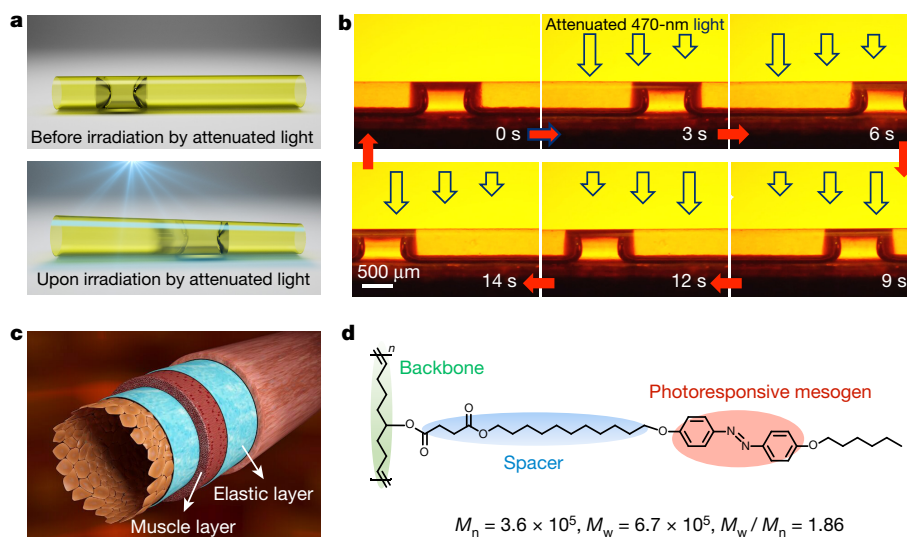 a
Before irradiation by attenuated light
Upon irradiation by attenuated light
b
Attenuated 470-nm light
0 s
3 s
6 s
500 μm
14 s
12 s
9 s
c
Elastic layer
Muscle layer
d
n
Backbone
Photoresponsive mesogen
O
O
O
O
O
N
N
O
Spacer
Mn = 3.6 × 10⁵, Mw = 6.7 × 10⁵, Mw / Mn = 1.86